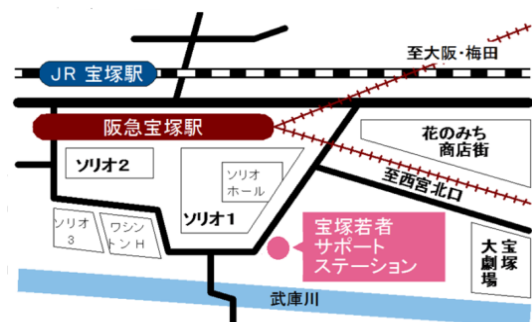 至大阪・梅田
JR 宝塚駅
阪急宝塚駅
花のみち
商店街
ソリオ2
ソリオ
ホール
至西宮北口
ソリオ1
ソリオ
3
ワシン
トンH
宝塚若者
サポート
ステーション
宝塚
大劇場
武庫川